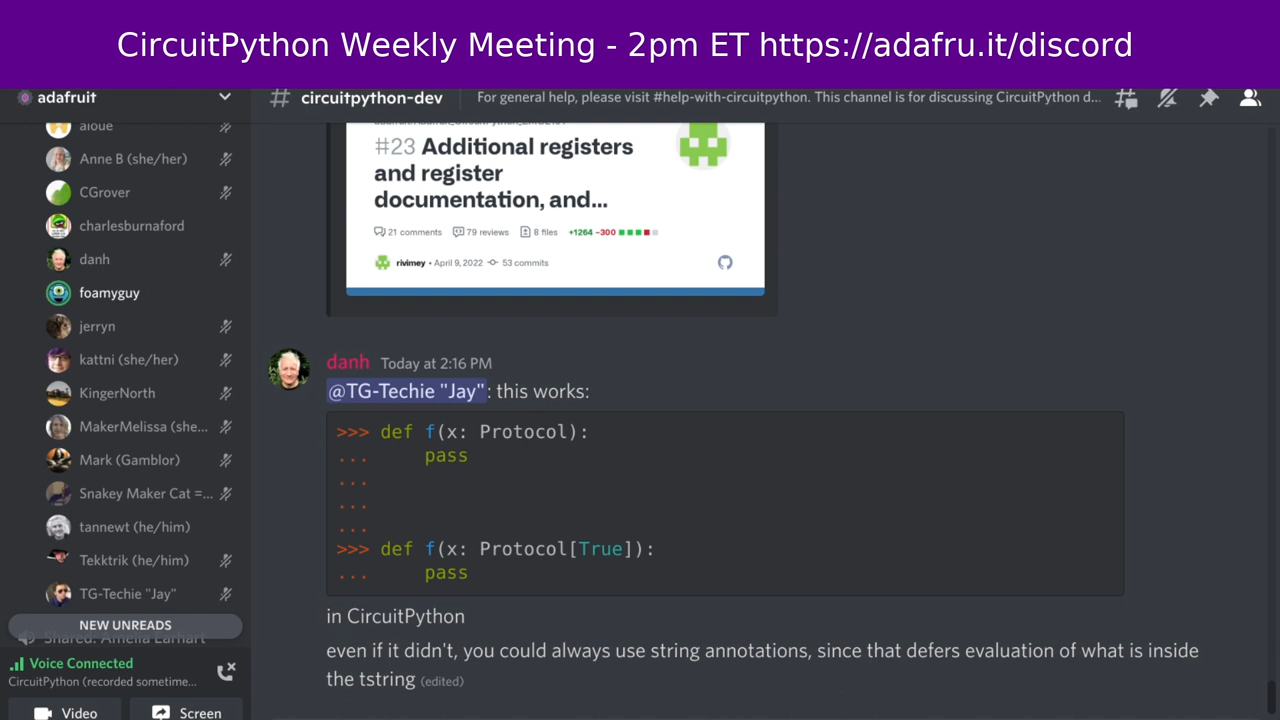 CircuitPython Weekly Meeting - 2pm ET https://adafru.it/discord
adafruit
# circuitpython-dev
For general help, please visit #help-with-circuitpython. This channel is for discussing CircuitPython d...
aioue
Anne B (she/her)
CGrover
charlesburnaford
danh
foamyguy
jerryn
kattni (she/her)
KingerNorth
MakerMelissa (she...
Mark (Gamblor)
Snakey Maker Cat =...
tannewt (he/him)
Tekktrik (he/him)
TG-Techie "Jay"
NEW UNREADS
Shared: Amelia Earhart
Voice Connected
CircuitPython (recorded sometime...
Video
Screen
#23 Additional registers
and register
documentation, and...
21 comments 79 reviews 8 files +1264 −300
rivimey • April 9, 2022 53 commits
danh Today at 2:16 PM
@TG-Techie "Jay": this works:
>>> def f(x: Protocol):
...     pass
...
...
...
>>> def f(x: Protocol[True]):
...     pass
in CircuitPython
even if it didn't, you could always use string annotations, since that defers evaluation of what is inside
the tstring (edited)